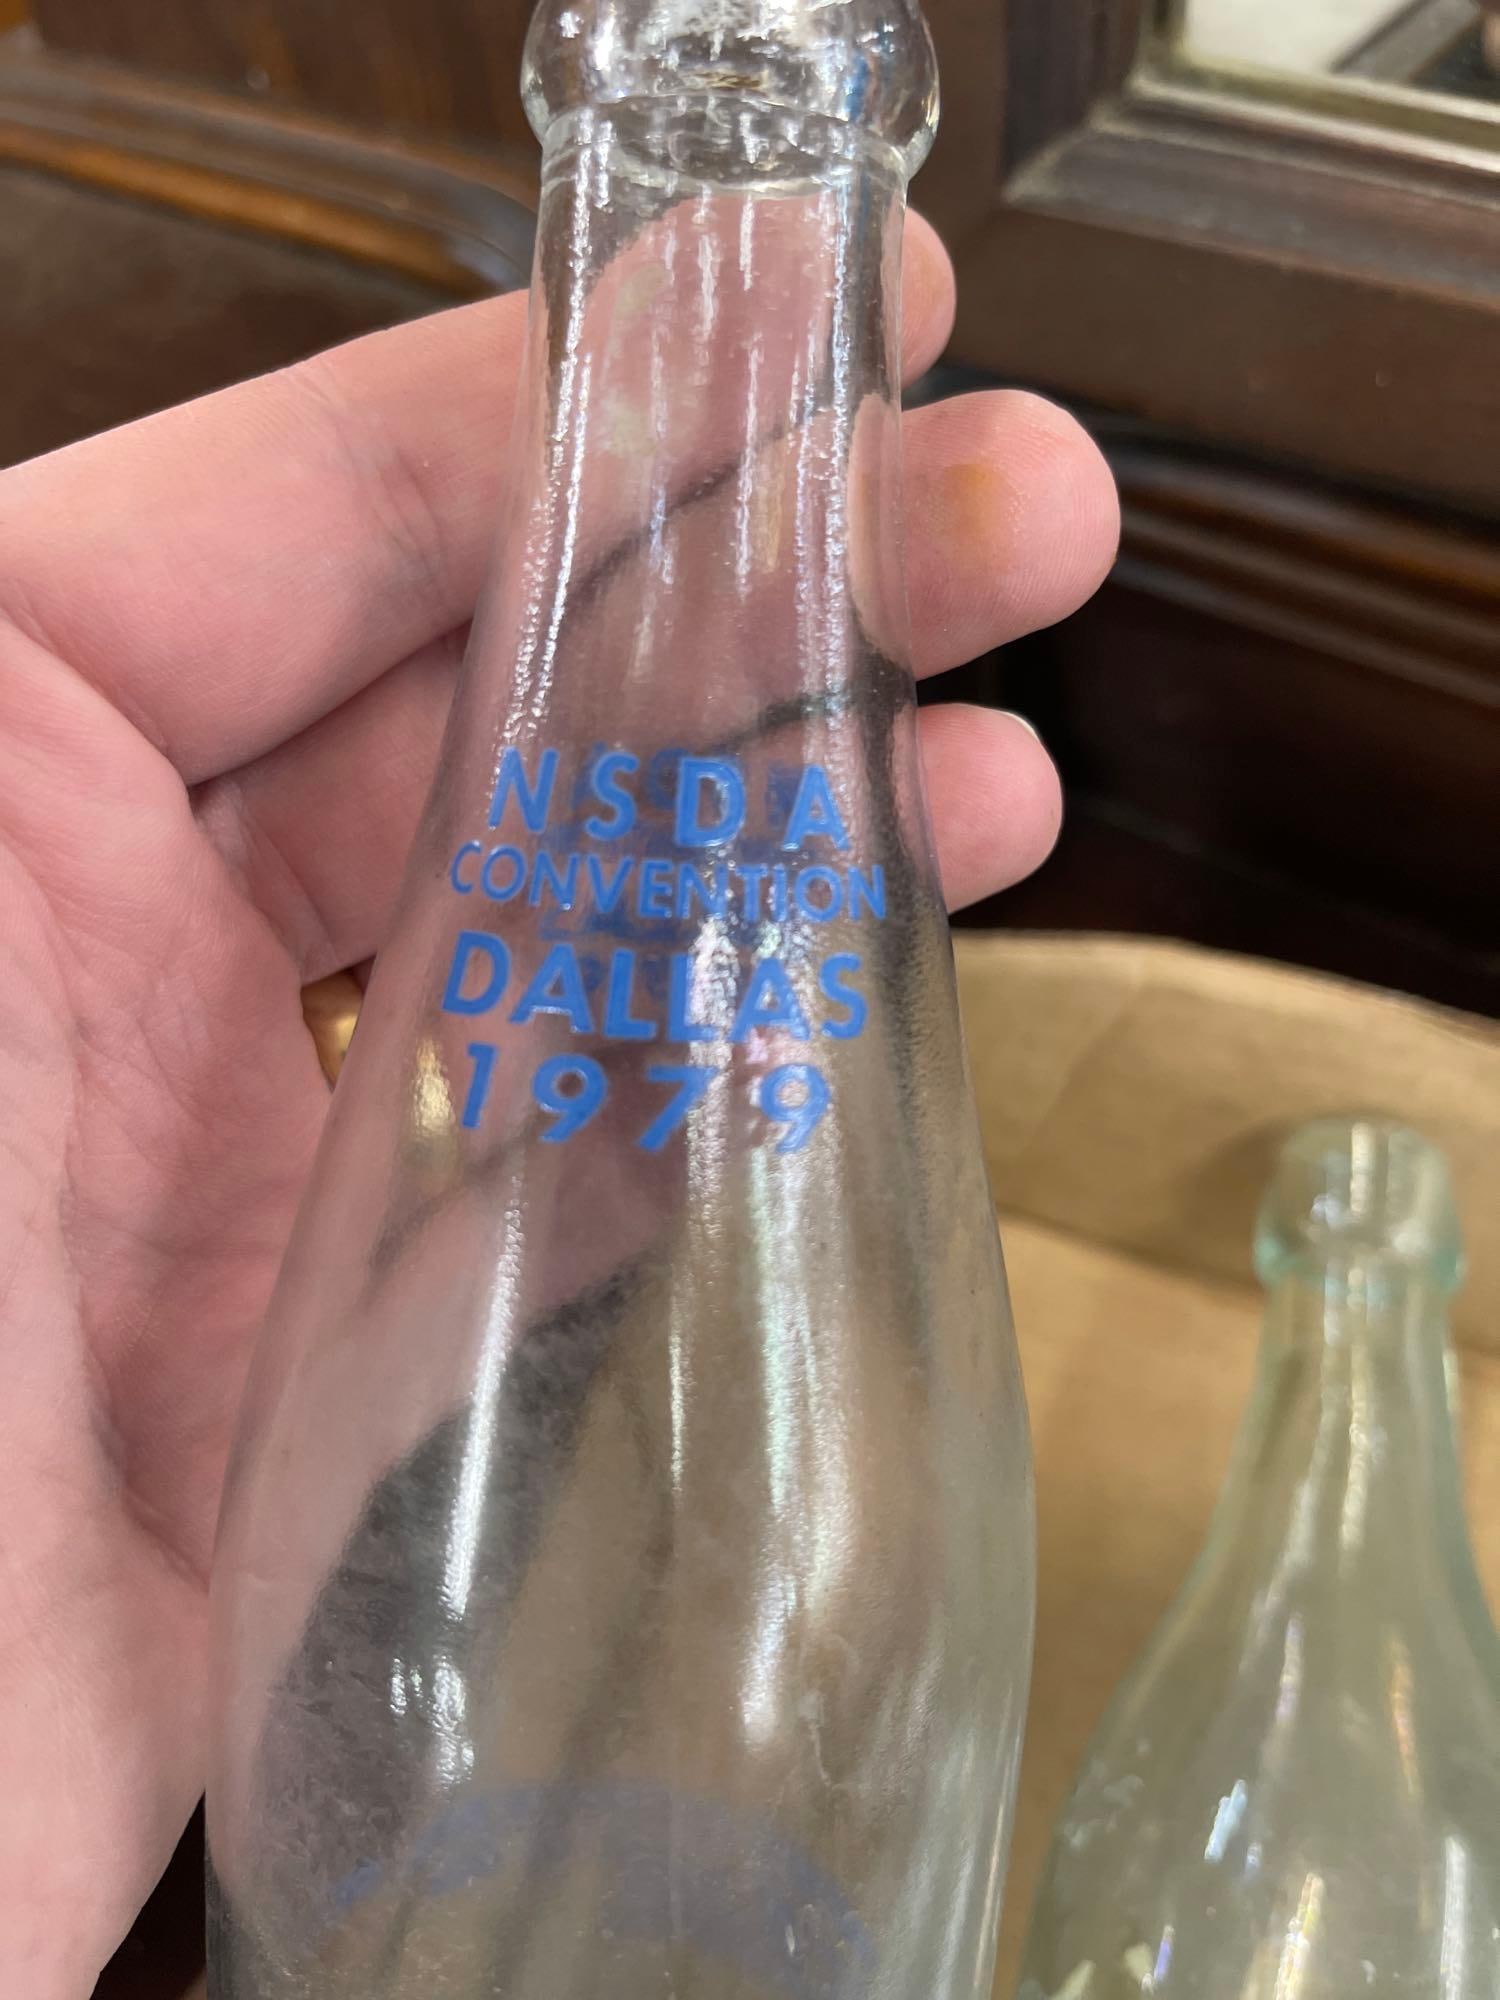 NSDA
CONVENTION
DALLAS
1979